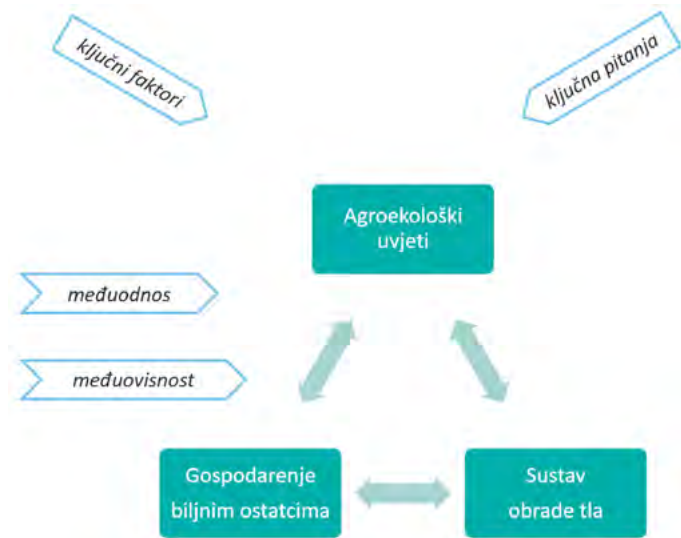 ključni faktori
ključna pitanja
Agroekološki
uvjeti
međuodnos
međuovisnost
Gospodarenje
biljnim ostatcima
Sustav
obrade tla